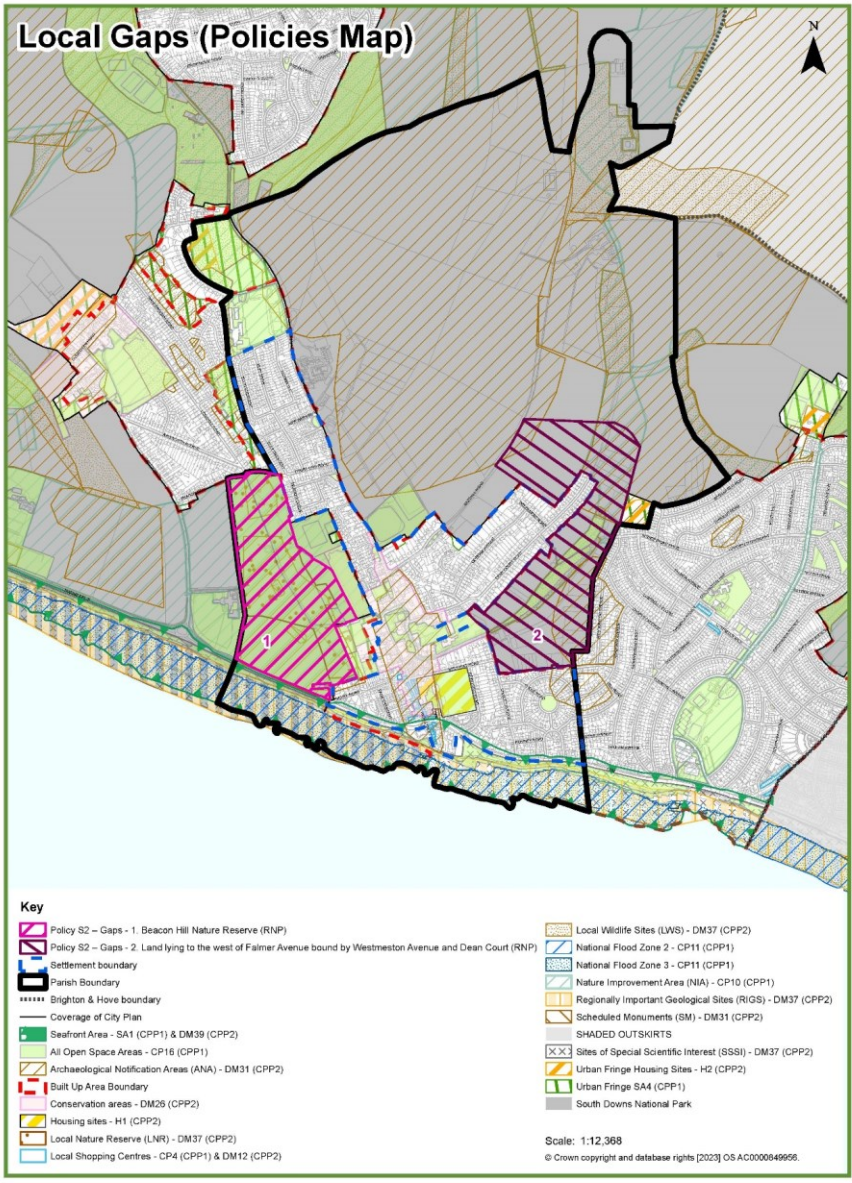 Local Gaps (Policies Map)
N
1
2
Key
Policy S2 – Gaps - 1. Beacon Hill Nature Reserve (RNP)
Policy S2 – Gaps - 2. Land lying to the west of Falmer Avenue bound by Westmeston Avenue and Dean Court (RNP)
Settlement boundary
Parish Boundary
Brighton & Hove boundary
Coverage of City Plan
Seafront Area - SA1 (CPP1) & DM39 (CPP2)
All Open Space Areas - CP16 (CPP1)
Archaeological Notification Areas (ANA) - DM31 (CPP2)
Built Up Area Boundary
Conservation areas - DM26 (CPP2)
Housing sites - H1 (CPP2)
Local Nature Reserve (LNR) - DM37 (CPP2)
Local Shopping Centres - CP4 (CPP1) & DM12 (CPP2)
Local Wildlife Sites (LWS) - DM37 (CPP2)
National Flood Zone 2 - CP11 (CPP1)
National Flood Zone 3 - CP11 (CPP1)
Nature Improvement Area (NIA) - CP10 (CPP1)
Regionally Important Geological Sites (RIGS) - DM37 (CPP2)
Scheduled Monuments (SM) - DM31 (CPP2)
SHADED OUTSKIRTS
Sites of Special Scientific Interest (SSSI) - DM37 (CPP2)
Urban Fringe Housing Sites - H2 (CPP2)
Urban Fringe SA4 (CPP1)
South Downs National Park
Scale: 1:12,368
© Crown copyright and database rights [2023] OS AC0000849956.